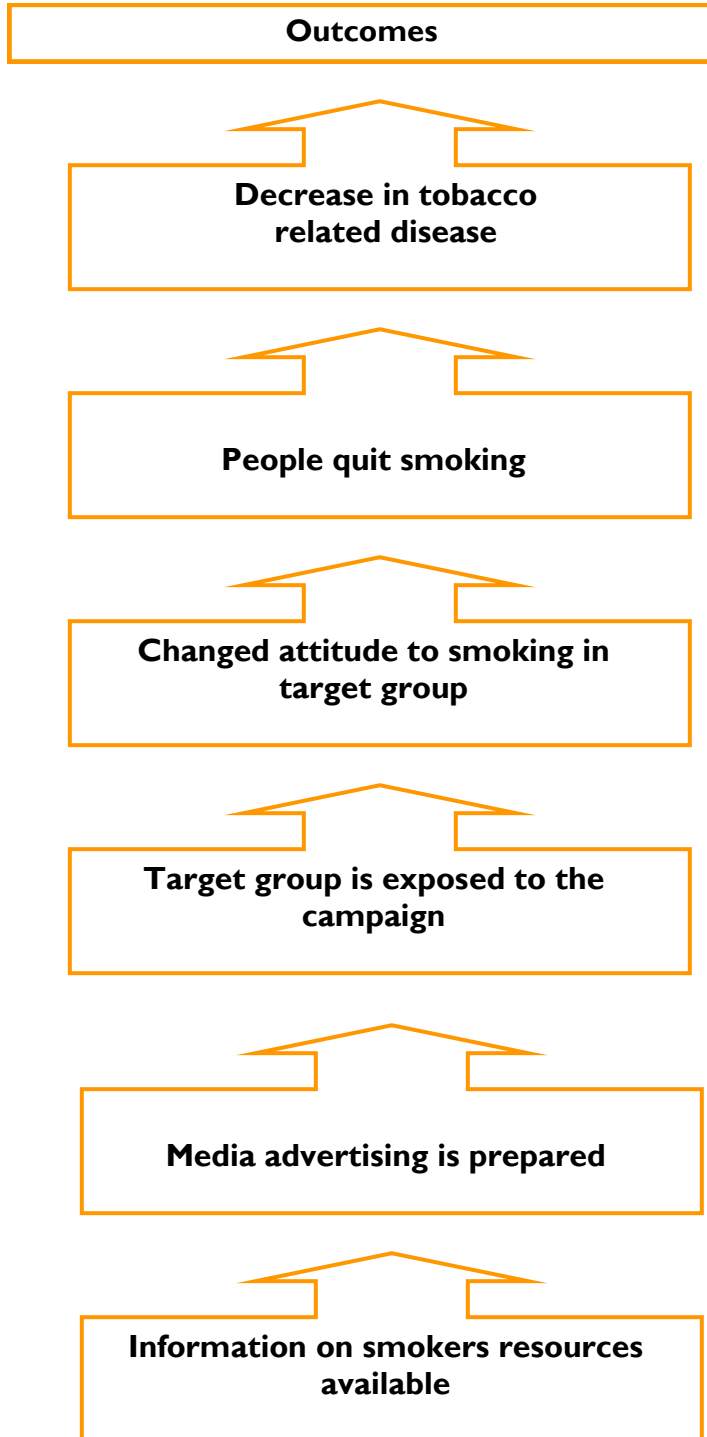 Outcomes
Decrease in tobacco
related disease
People quit smoking
Changed attitude to smoking in
target group
Target group is exposed to the
campaign
Media advertising is prepared
Information on smokers resources
available